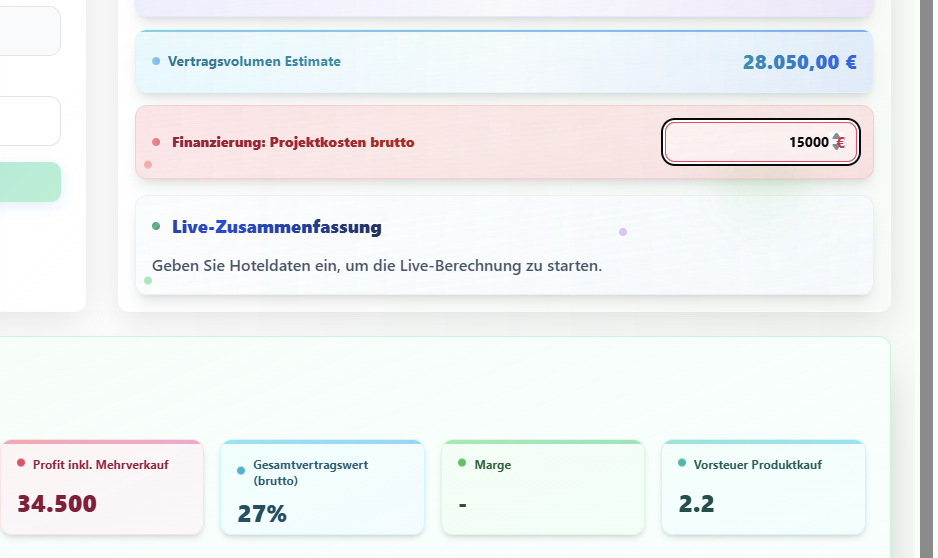 Vertragsvolumen Estimate
28.050,00 €
Finanzierung: Projektkosten brutto
15000 €
Live-Zusammenfassung
Geben Sie Hoteldaten ein, um die Live-Berechnung zu starten.
Profit inkl. Mehrverkauf
34.500
Gesamtvertragswert
(brutto)
27%
Marge
-
Vorsteuer Produktkauf
2.2